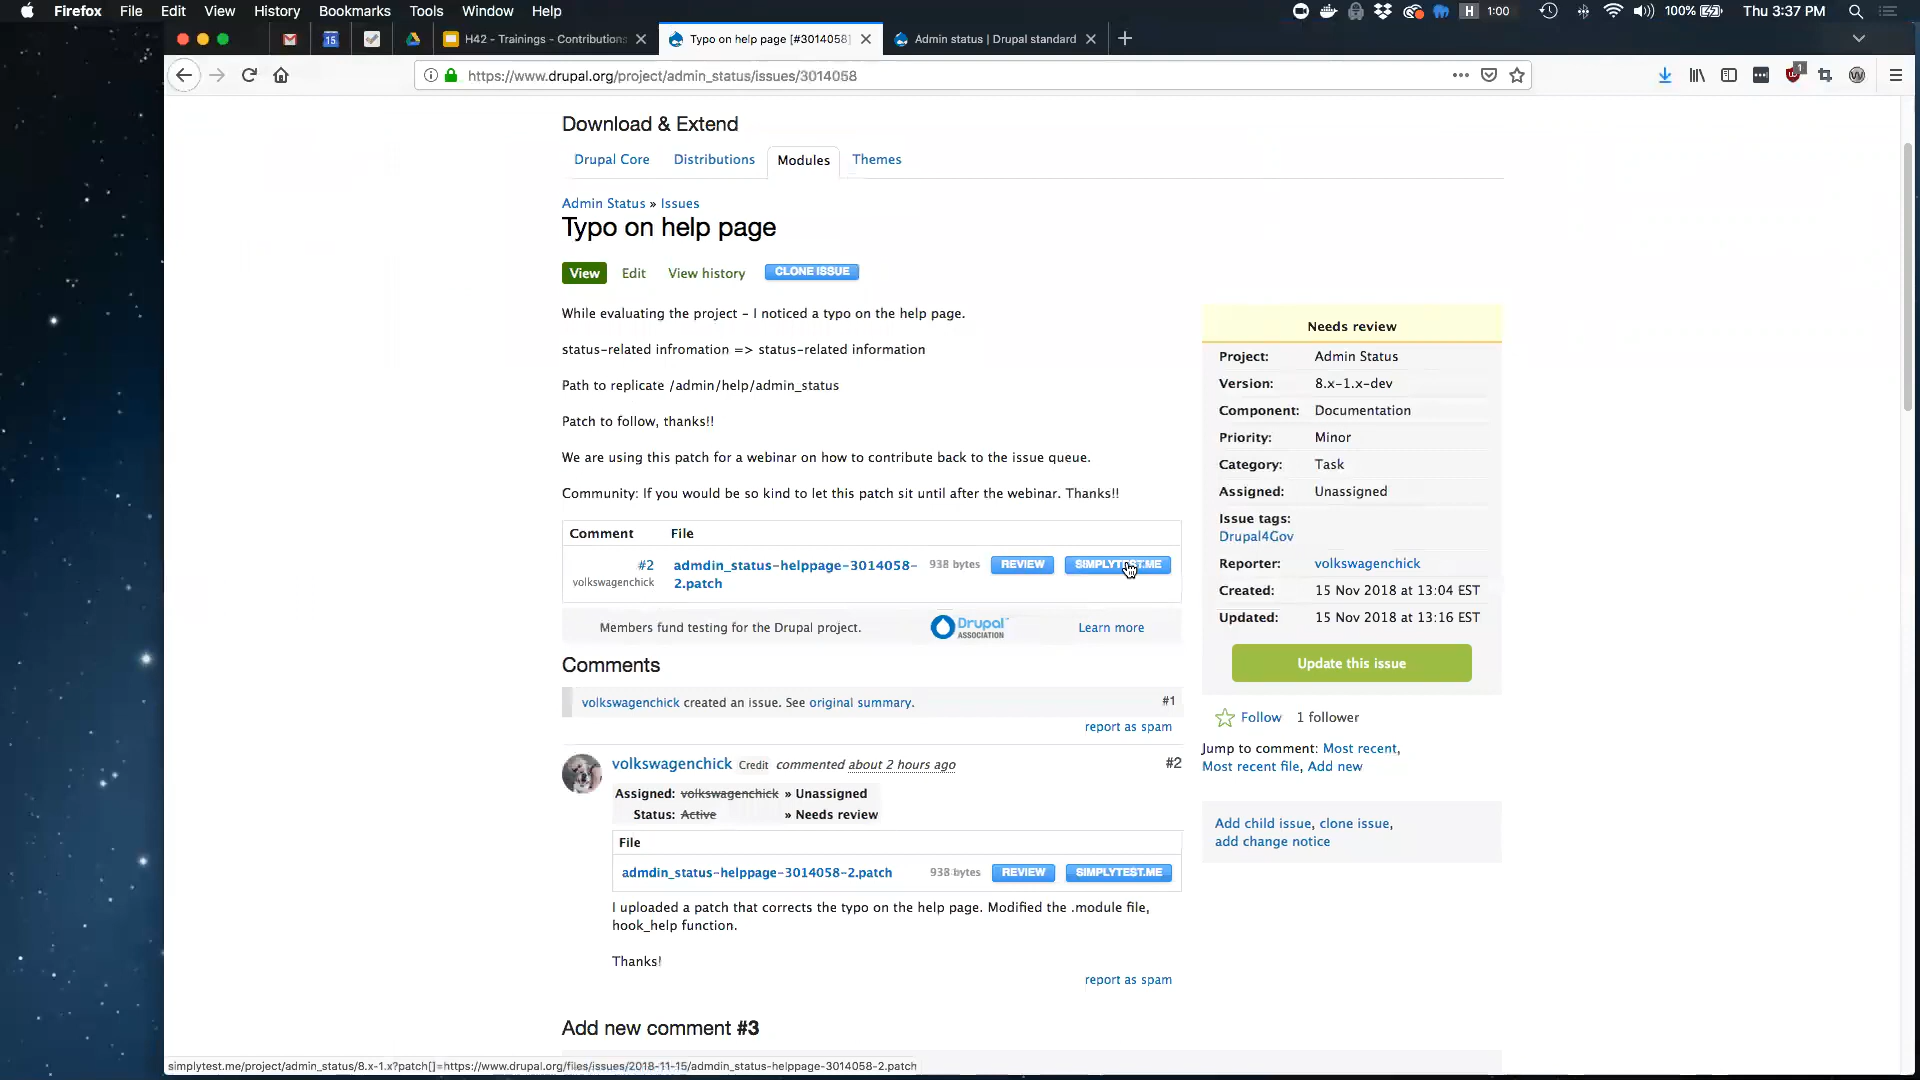 Firefox File Edit View History Bookmarks Tools Window Help
H 1:00 100% Thu 3:37 PM
15 H42 - Trainings - Contributions Typo on help page [#3014058] Admin status | Drupal standard
https://www.drupal.org/project/admin_status/issues/3014058
1
Download & Extend
Drupal Core Distributions Modules Themes
Admin Status » Issues
Typo on help page
View Edit View history CLONE ISSUE
While evaluating the project - I noticed a typo on the help page.
status-related infromation => status-related information
Path to replicate /admin/help/admin_status
Patch to follow, thanks!!
We are using this patch for a webinar on how to contribute back to the issue queue.
Community: If you would be so kind to let this patch sit until after the webinar. Thanks!!
Comment File
#2 admdin_status-helppage-3014058- 938 bytes REVIEW SIMPLYTEST.ME
volkswagenchick 2.patch
Members fund testing for the Drupal project. Drupal ASSOCIATION Learn more
Comments
volkswagenchick created an issue. See original summary. #1
report as spam
volkswagenchick Credit commented about 2 hours ago #2
Assigned: volkswagenchick » Unassigned
Status: Active » Needs review
File
admdin_status-helppage-3014058-2.patch 938 bytes REVIEW SIMPLYTEST.ME
I uploaded a patch that corrects the typo on the help page. Modified the .module file,
hook_help function.
Thanks!
report as spam
Add new comment #3
Needs review
Project: Admin Status
Version: 8.x-1.x-dev
Component: Documentation
Priority: Minor
Category: Task
Assigned: Unassigned
Issue tags:
Drupal4Gov
Reporter: volkswagenchick
Created: 15 Nov 2018 at 13:04 EST
Updated: 15 Nov 2018 at 13:16 EST
Update this issue
Follow 1 follower
Jump to comment: Most recent,
Most recent file, Add new
Add child issue, clone issue,
add change notice
simplytest.me/project/admin_status/8.x-1.x?patch[]=https://www.drupal.org/files/issues/2018-11-15/admdin_status-helppage-3014058-2.patch